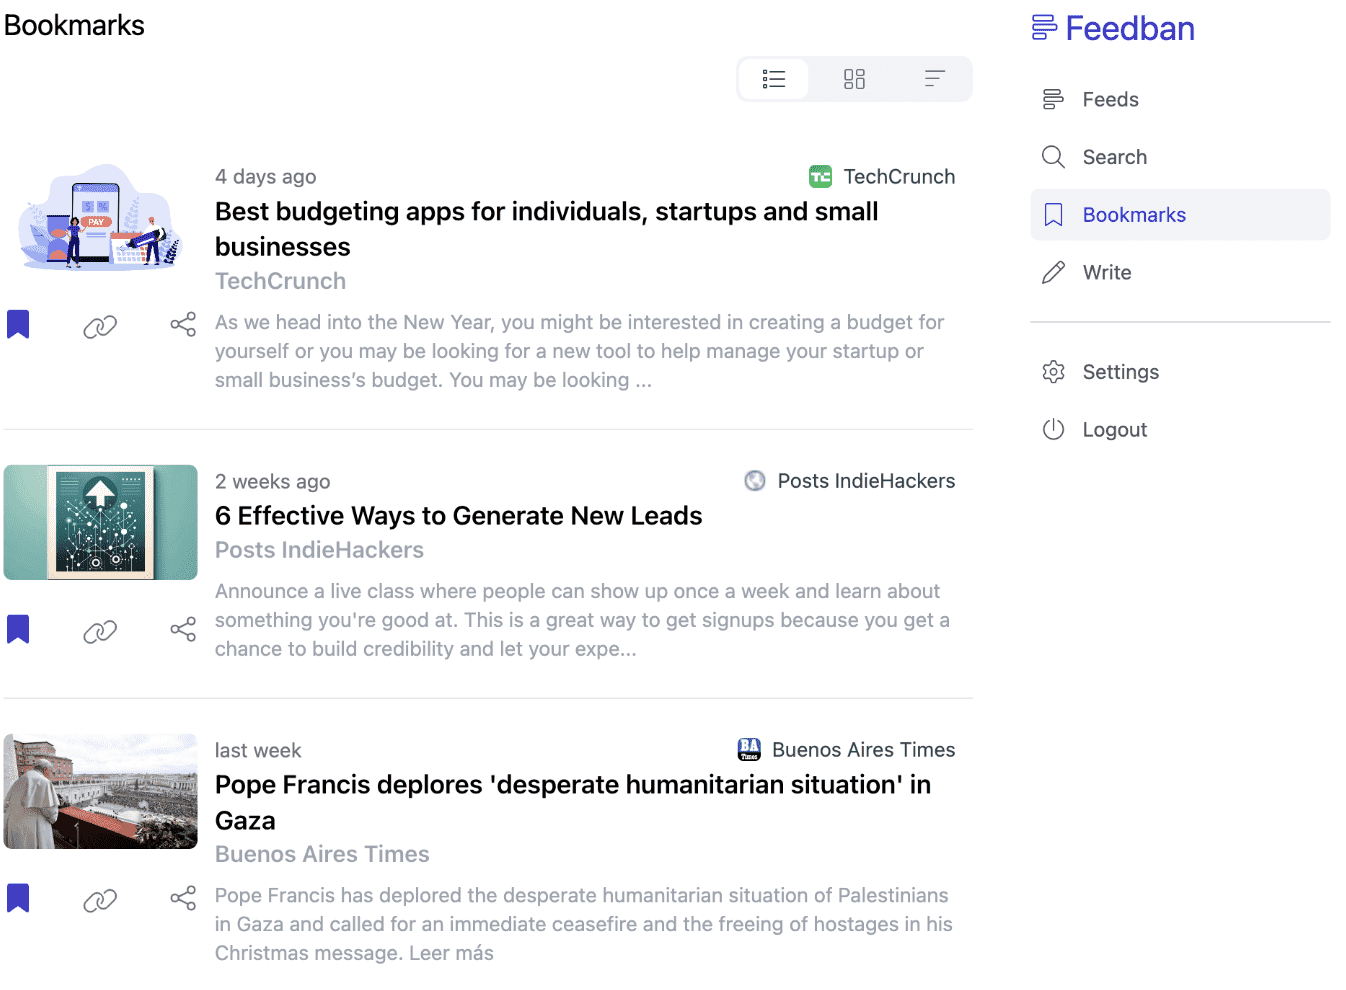 Bookmarks
4 days ago
TechCrunch
Best budgeting apps for individuals, startups and small
businesses
TechCrunch
As we head into the New Year, you might be interested in creating a budget for
yourself or you may be looking for a new tool to help manage your startup or
small business’s budget. You may be looking ...
PAY
2 weeks ago
Posts IndieHackers
6 Effective Ways to Generate New Leads
Posts IndieHackers
Announce a live class where people can show up once a week and learn about
something you're good at. This is a great way to get signups because you get a
chance to build credibility and let your expe...
last week
BA
Times
Buenos Aires Times
Pope Francis deplores 'desperate humanitarian situation' in
Gaza
Buenos Aires Times
Pope Francis has deplored the desperate humanitarian situation of Palestinians
in Gaza and called for an immediate ceasefire and the freeing of hostages in his
Christmas message. Leer más
Feedban
Feeds
Search
Bookmarks
Write
Settings
Logout